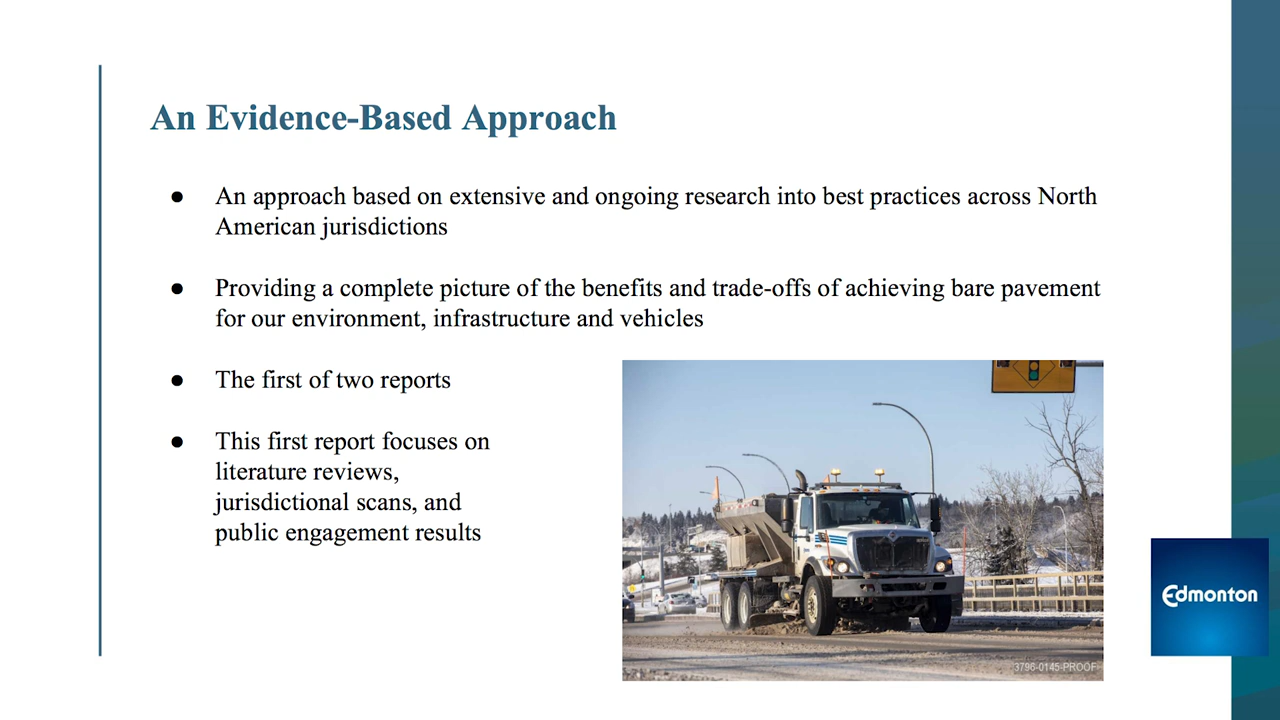 An Evidence-Based Approach
● An approach based on extensive and ongoing research into best practices across North
American jurisdictions
● Providing a complete picture of the benefits and trade-offs of achieving bare pavement
for our environment, infrastructure and vehicles
● The first of two reports
● This first report focuses on
literature reviews,
jurisdictional scans, and
public engagement results
Edmonton
3796-0145-PROOF